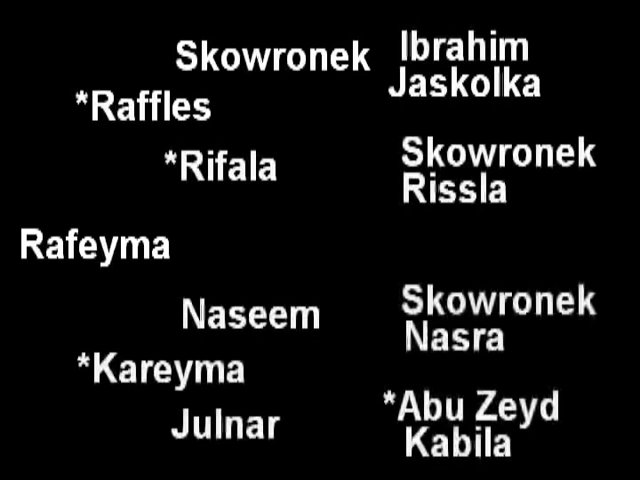 Skowronek
Ibrahim
Jaskolka
*Raffles
*Rifala
Skowronek
Rissla
Rafeyma
Naseem
Skowronek
Nasra
*Kareyma
Julnar
*Abu Zeyd
Kabila